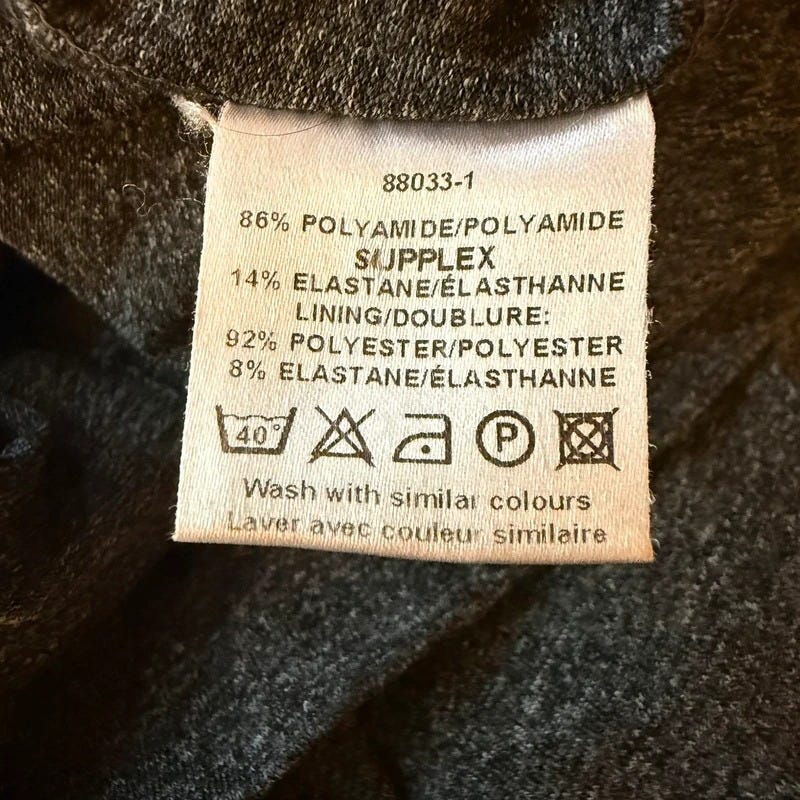 88033-1
86% POLYAMIDE/POLYAMIDE
SUPPLEX
14% ELASTANE/ÉLASTHANNE
LINING/DOUBLURE:
92% POLYESTER/POLYESTER
8% ELASTANE/ÉLASTHANNE
40° P
Wash with similar colours
Laver avec couleur similaire